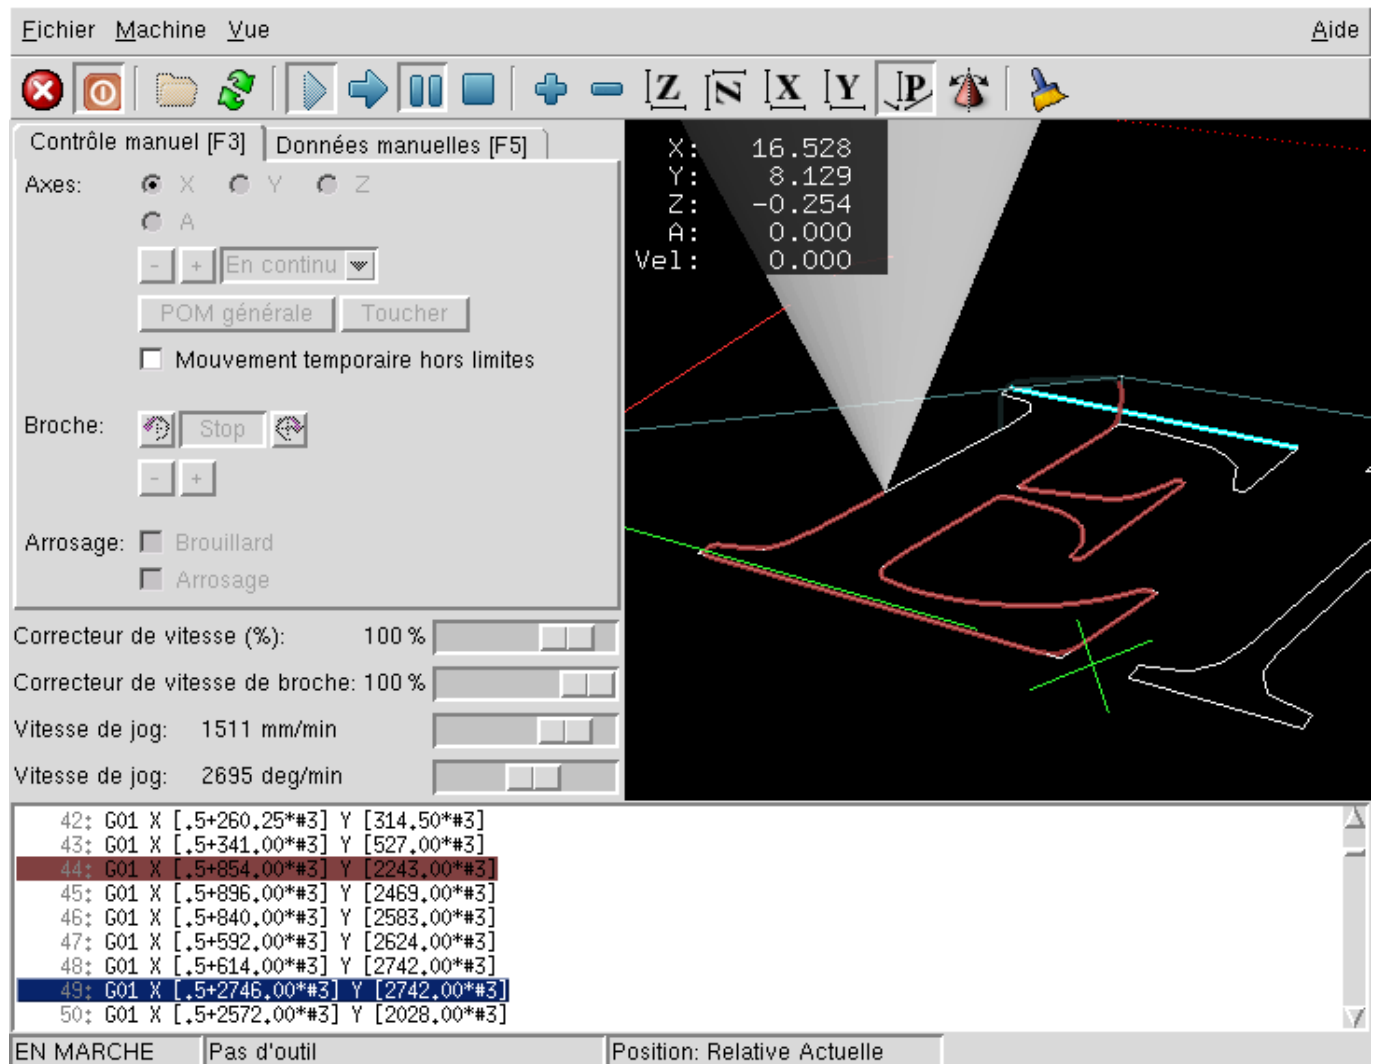 Fichier Machine Vue Aide
Z N X Y P
Contrôle manuel [F3] Données manuelles [F5]
Axes: X Y Z
A
- + En continu
POM générale Toucher
Mouvement temporaire hors limites
Broche: Stop
- +
Arrosage: Brouillard
Arrosage
Correcteur de vitesse (%): 100 %
Correcteur de vitesse de broche: 100 %
Vitesse de jog: 1511 mm/min
Vitesse de jog: 2695 deg/min
X: 16.528
Y: 8.129
Z: -0.254
A: 0.000
Vel: 0.000
42: G01 X [.5+260.25*#3] Y [314.50*#3]
43: G01 X [.5+341.00*#3] Y [527.00*#3]
44: G01 X [.5+854.00*#3] Y [2243.00*#3]
45: G01 X [.5+896.00*#3] Y [2469.00*#3]
46: G01 X [.5+840.00*#3] Y [2583.00*#3]
47: G01 X [.5+592.00*#3] Y [2624.00*#3]
48: G01 X [.5+614.00*#3] Y [2742.00*#3]
49: G01 X [.5+2746.00*#3] Y [2742.00*#3]
50: G01 X [.5+2572.00*#3] Y [2028.00*#3]
EN MARCHE Pas d'outil Position: Relative Actuelle